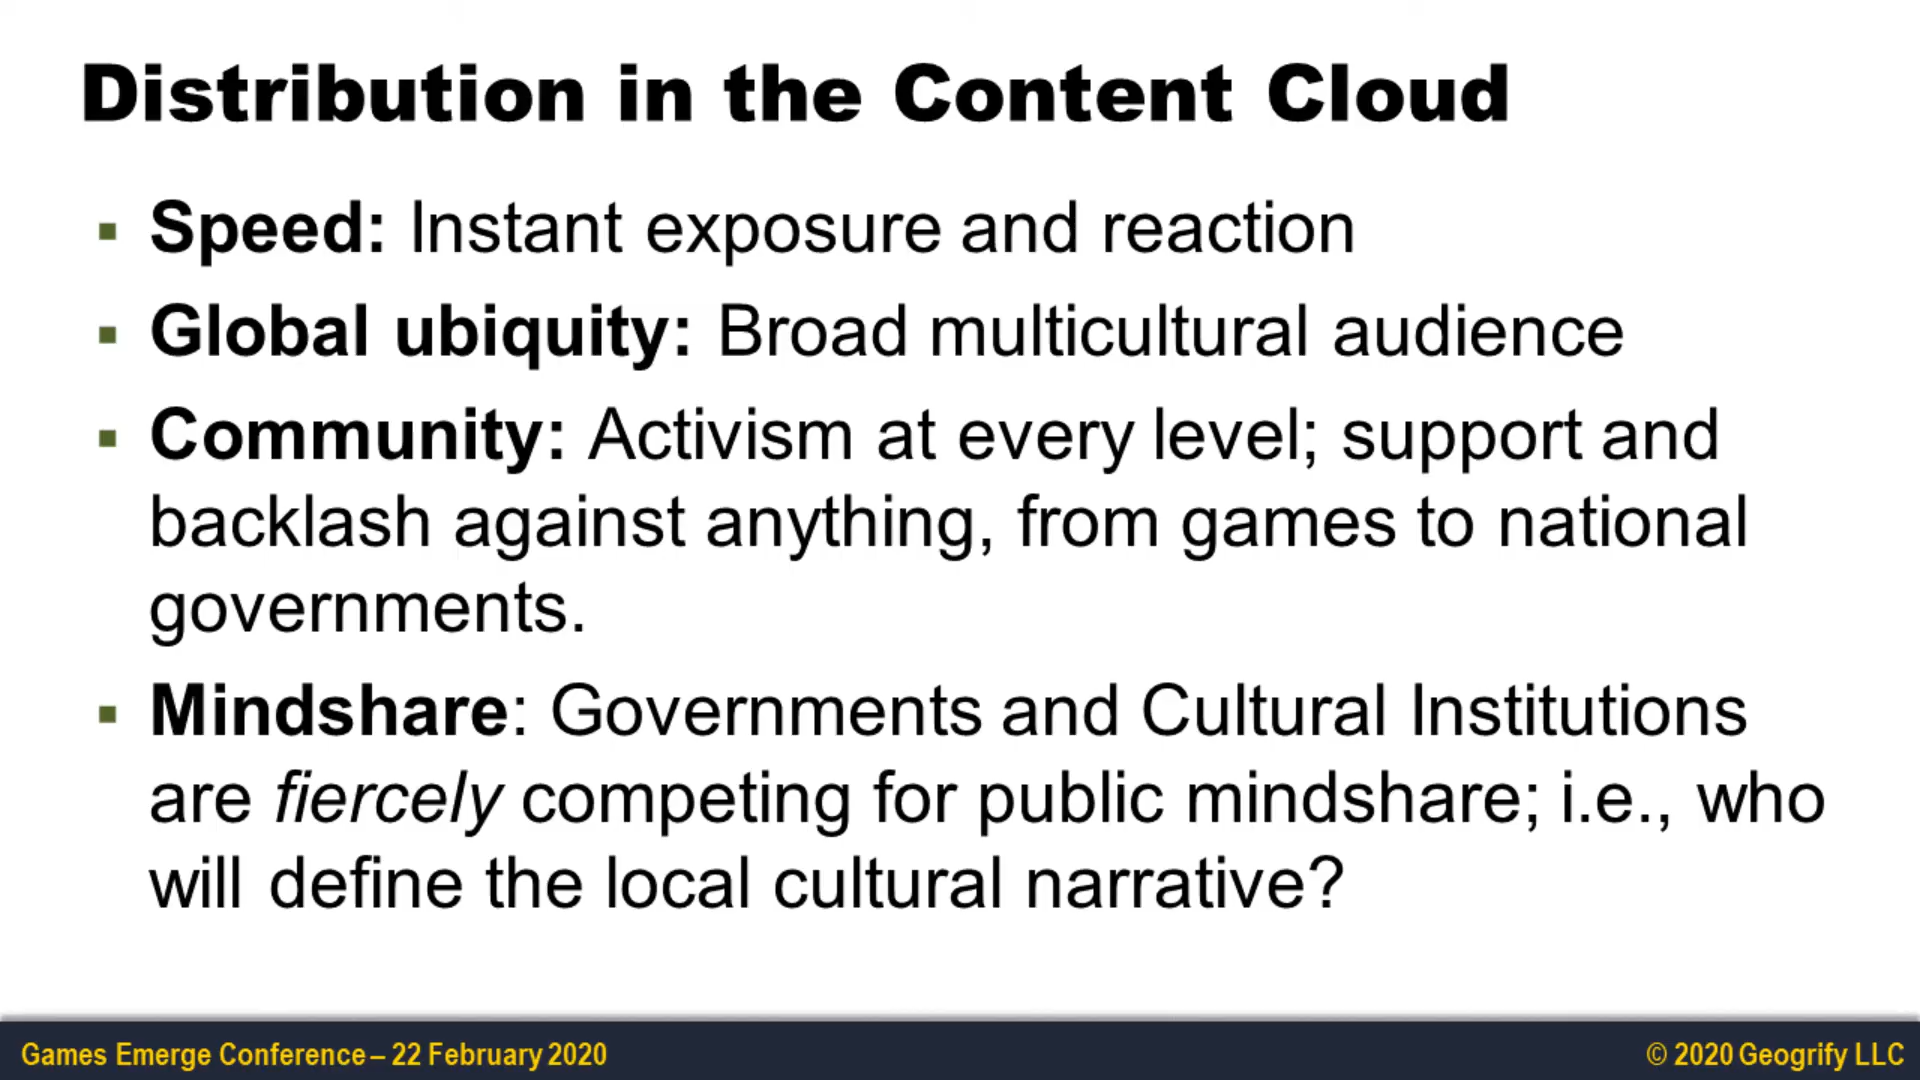 Distribution in the Content Cloud
▪ Speed: Instant exposure and reaction
▪ Global ubiquity: Broad multicultural audience
▪ Community: Activism at every level; support and
backlash against anything, from games to national
governments.
▪ Mindshare: Governments and Cultural Institutions
are fiercely competing for public mindshare; i.e., who
will define the local cultural narrative?
Games Emerge Conference – 22 February 2020
© 2020 Geogrify LLC